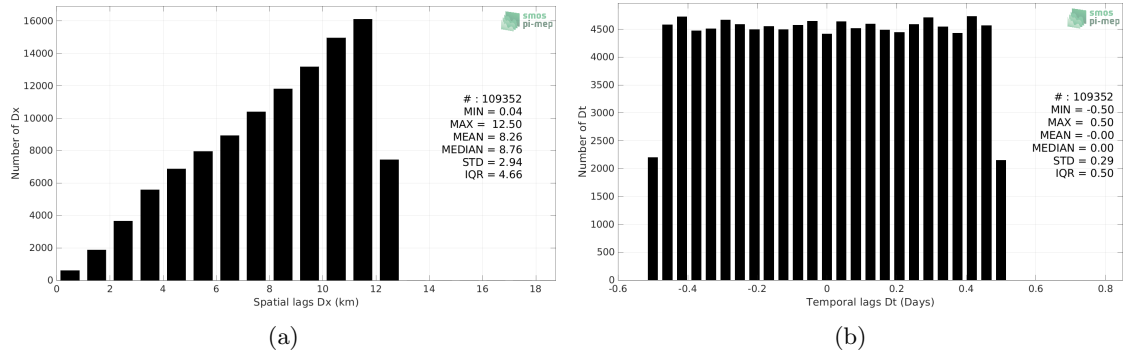 16000
14000
12000
10000
8000
6000
4000
2000
0
Number of Dx
0 2 4 6 8 10 12 14 16 18
Spatial lags Dx (km)
smos
pi-mep
# : 109352
MIN = 0.04
MAX = 12.50
MEAN = 8.26
MEDIAN = 8.76
STD = 2.94
IQR = 4.66
(a)
4500
4000
3500
3000
2500
2000
1500
1000
500
0
Number of Dt
-0.6 -0.4 -0.2 0 0.2 0.4 0.6 0.8
Temporal lags Dt (Days)
smos
pi-mep
# : 109352
MIN = -0.50
MAX = 0.50
MEAN = -0.00
MEDIAN = 0.00
STD = 0.29
IQR = 0.50
(b)